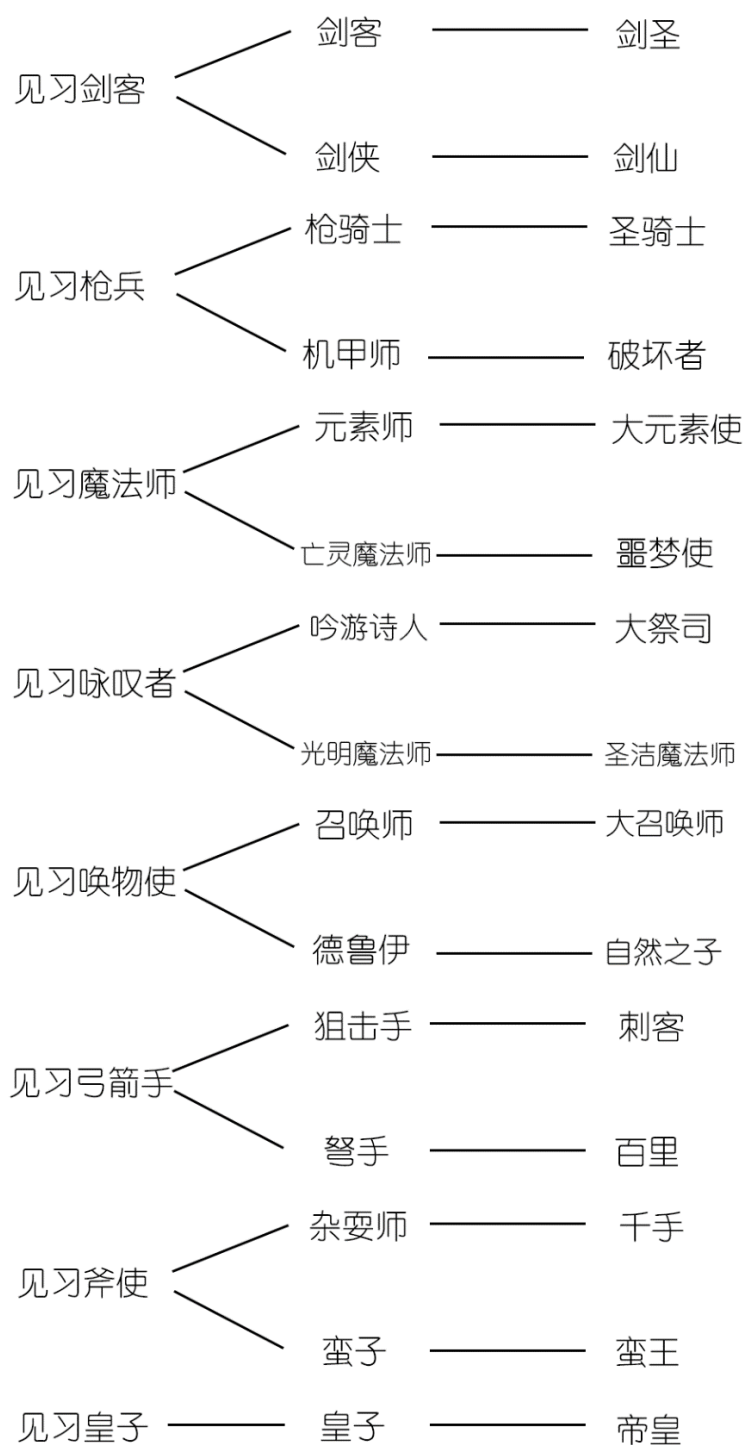 剑客
剑圣
见习剑客
剑侠
剑仙
枪骑士
圣骑士
见习枪兵
机甲师
破坏者
元素师
大元素使
见习魔法师
亡灵魔法师
噩梦使
吟游诗人
大祭司
见习咏叹者
光明魔法师
圣洁魔法师
召唤师
大召唤师
见习唤物使
德鲁伊
自然之子
狙击手
刺客
见习弓箭手
弩手
百里
杂耍师
千手
见习斧使
蛮子
蛮王
见习皇子
皇子
帝皇